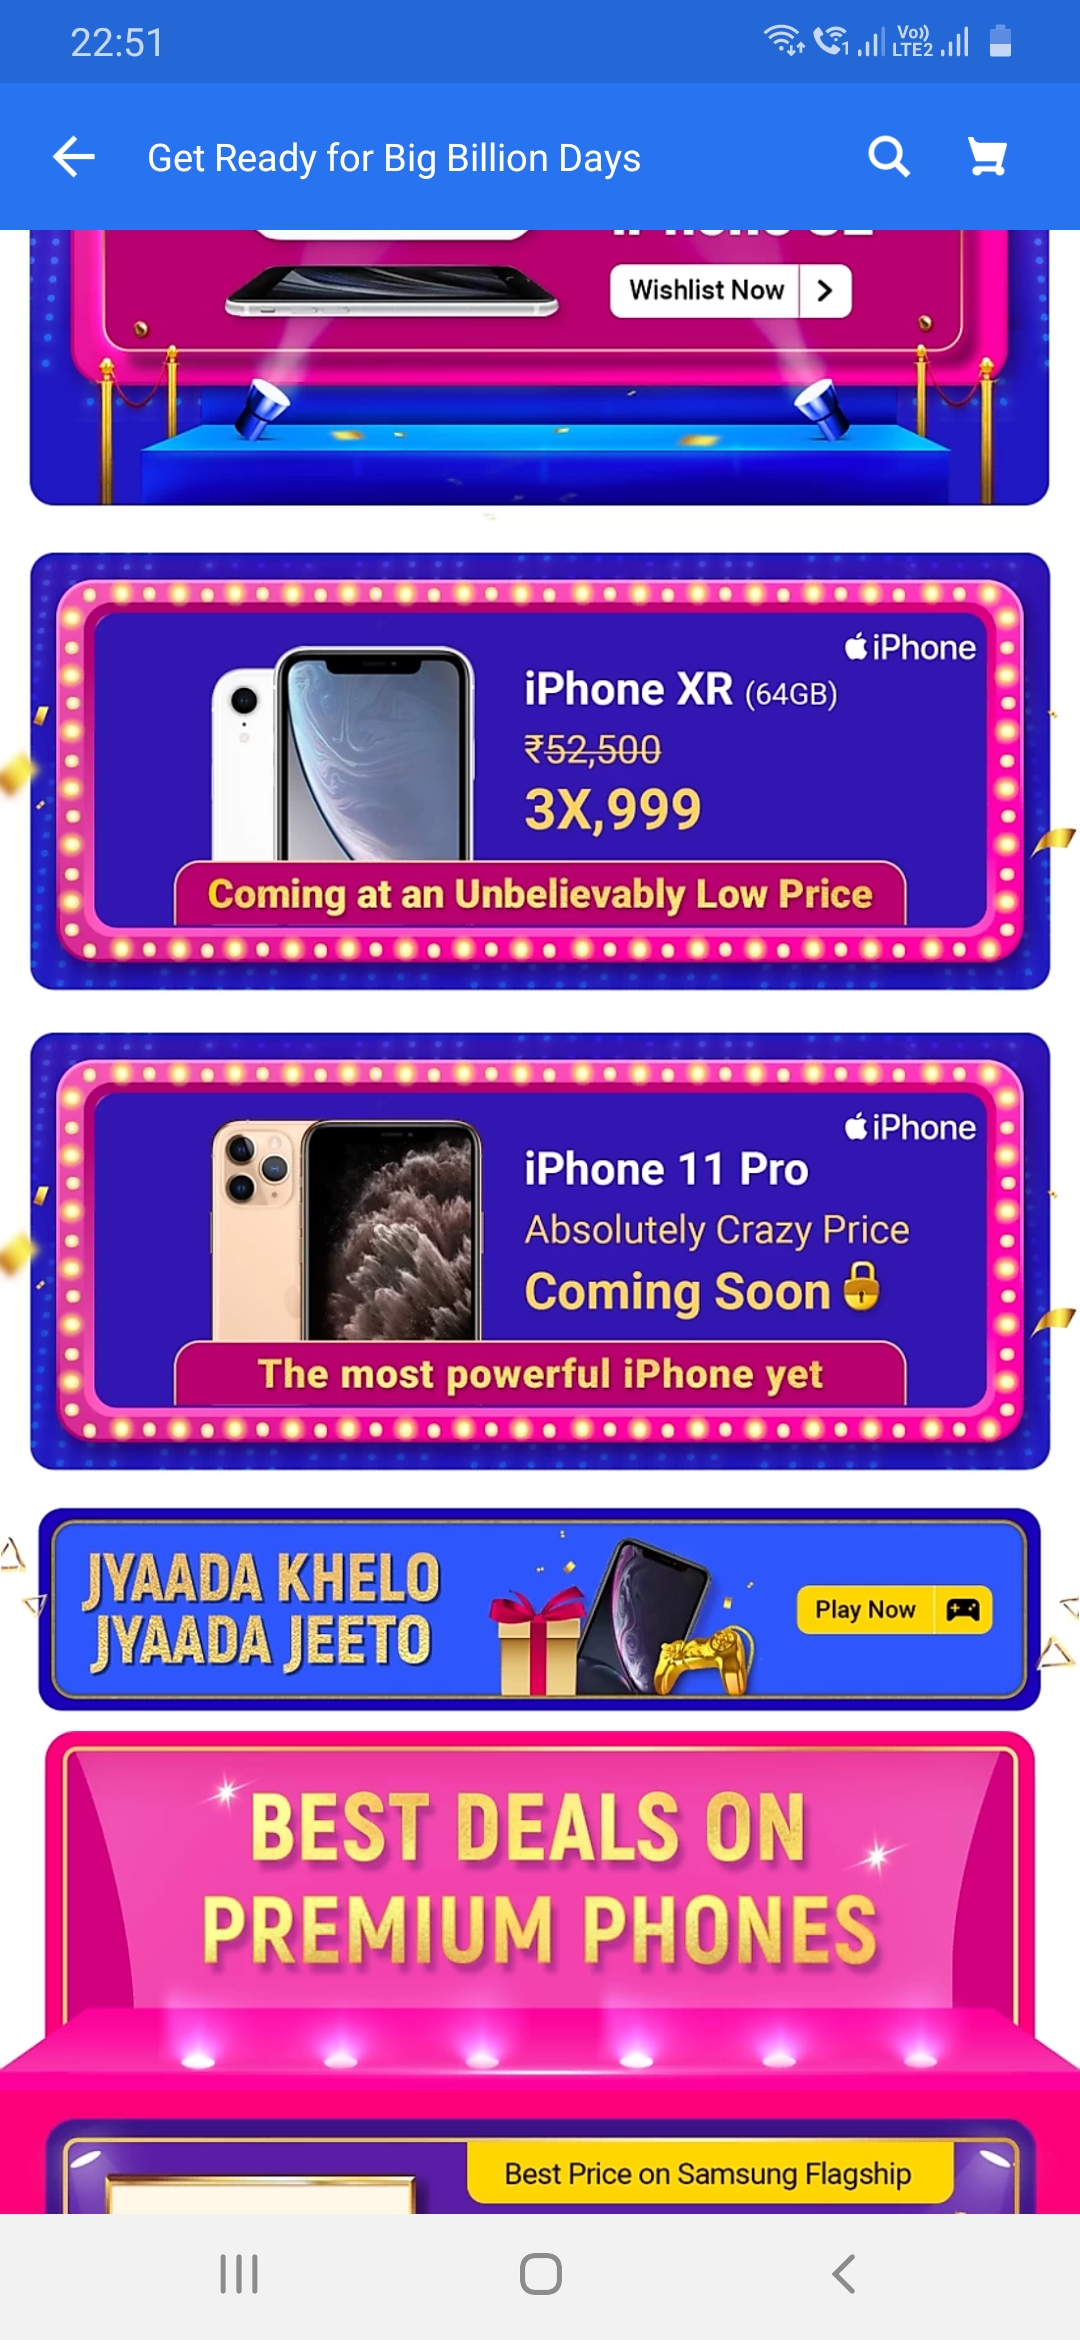 22:51
Vo))
LTE2
1
Get Ready for Big Billion Days
Wishlist Now
iPhone
iPhone XR (64GB)
₹52,500
3X,999
Coming at an Unbelievably Low Price
iPhone
iPhone 11 Pro
Absolutely Crazy Price
Coming Soon
The most powerful iPhone yet
JYAADA KHELO
JYAADA JEETO
Play Now
BEST DEALS ON
PREMIUM PHONES
Best Price on Samsung Flagship